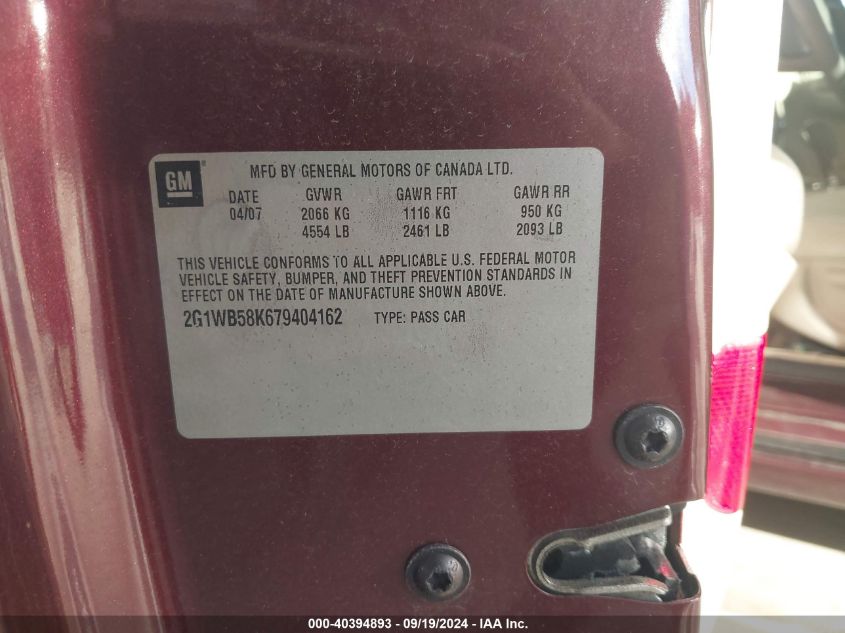 GM
MFD BY GENERAL MOTORS OF CANADA LTD.
DATE GVWR GAWR FRT GAWR RR
04/07 2066 KG 1116 KG 950 KG
4554 LB 2461 LB 2093 LB
THIS VEHICLE CONFORMS TO ALL APPLICABLE U.S. FEDERAL MOTOR
VEHICLE SAFETY, BUMPER, AND THEFT PREVENTION STANDARDS IN
EFFECT ON THE DATE OF MANUFACTURE SHOWN ABOVE.
2G1WB58K679404162 TYPE: PASS CAR
000-40394893 - 09/19/2024 - IAA Inc.